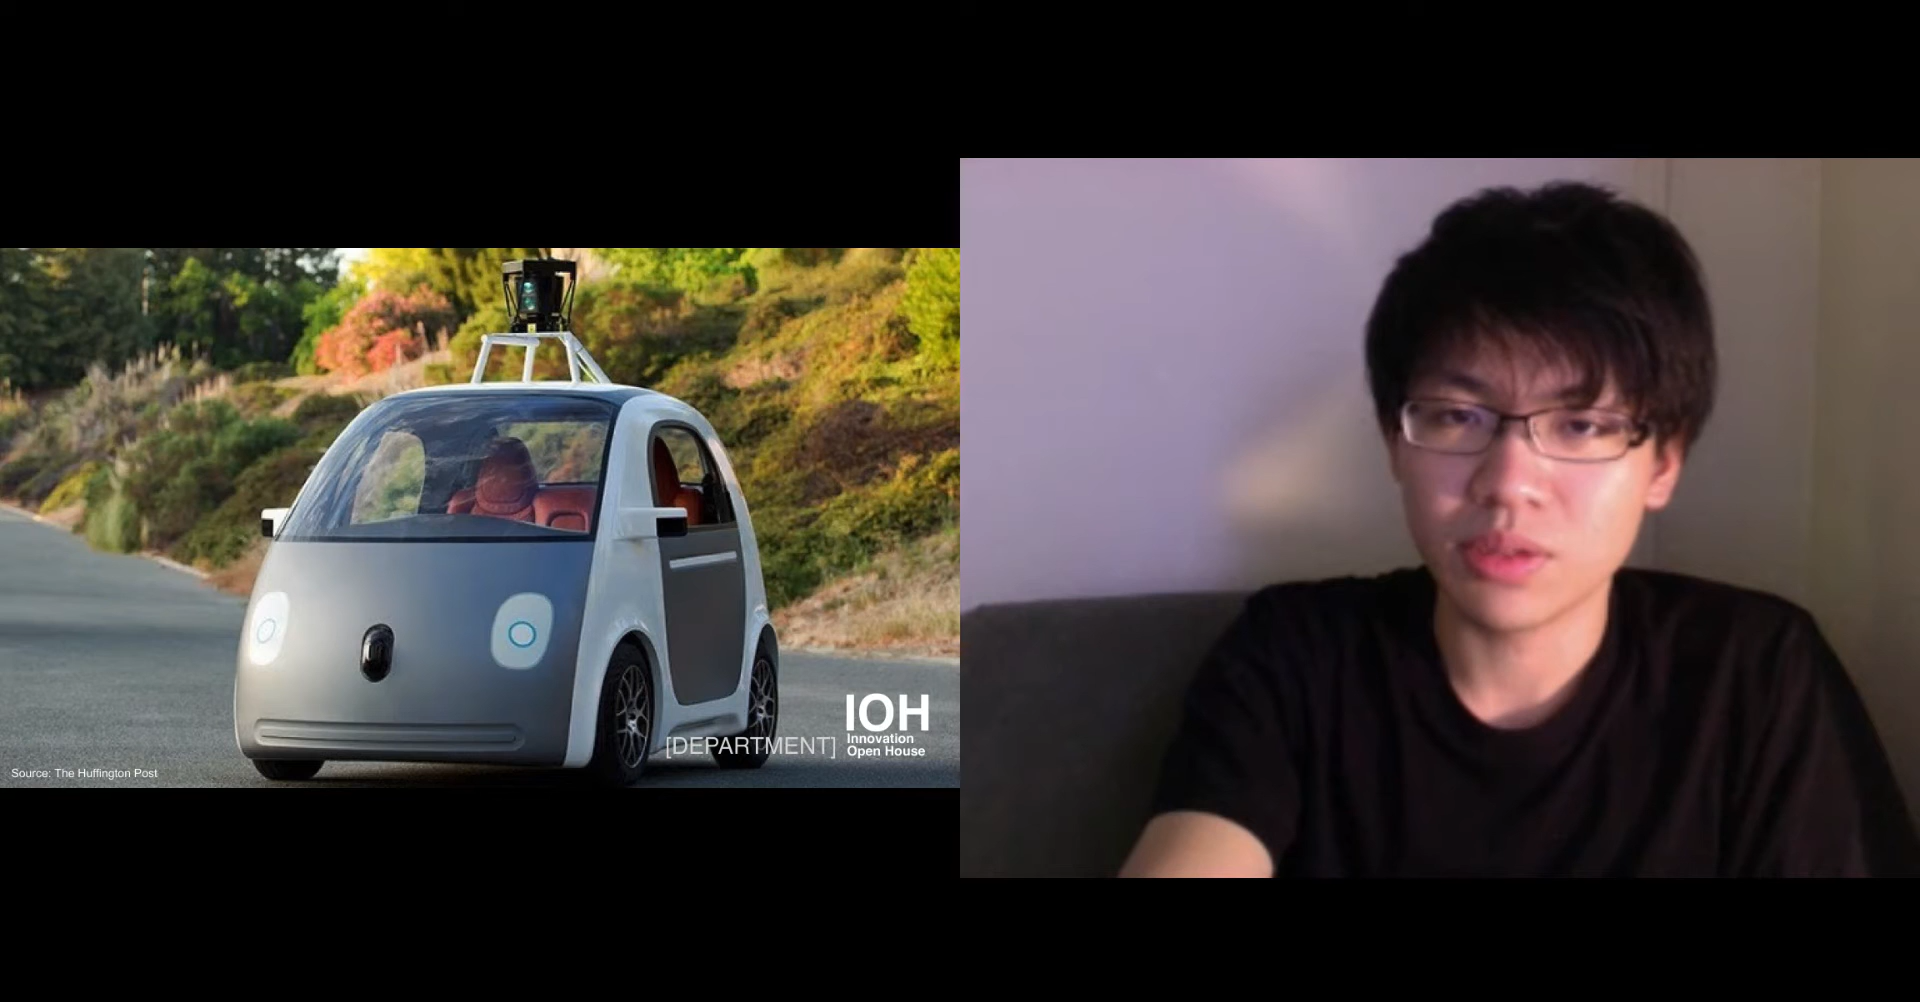 IOH
Innovation
[DEPARTMENT]
Open House
Source: The Huffington Post